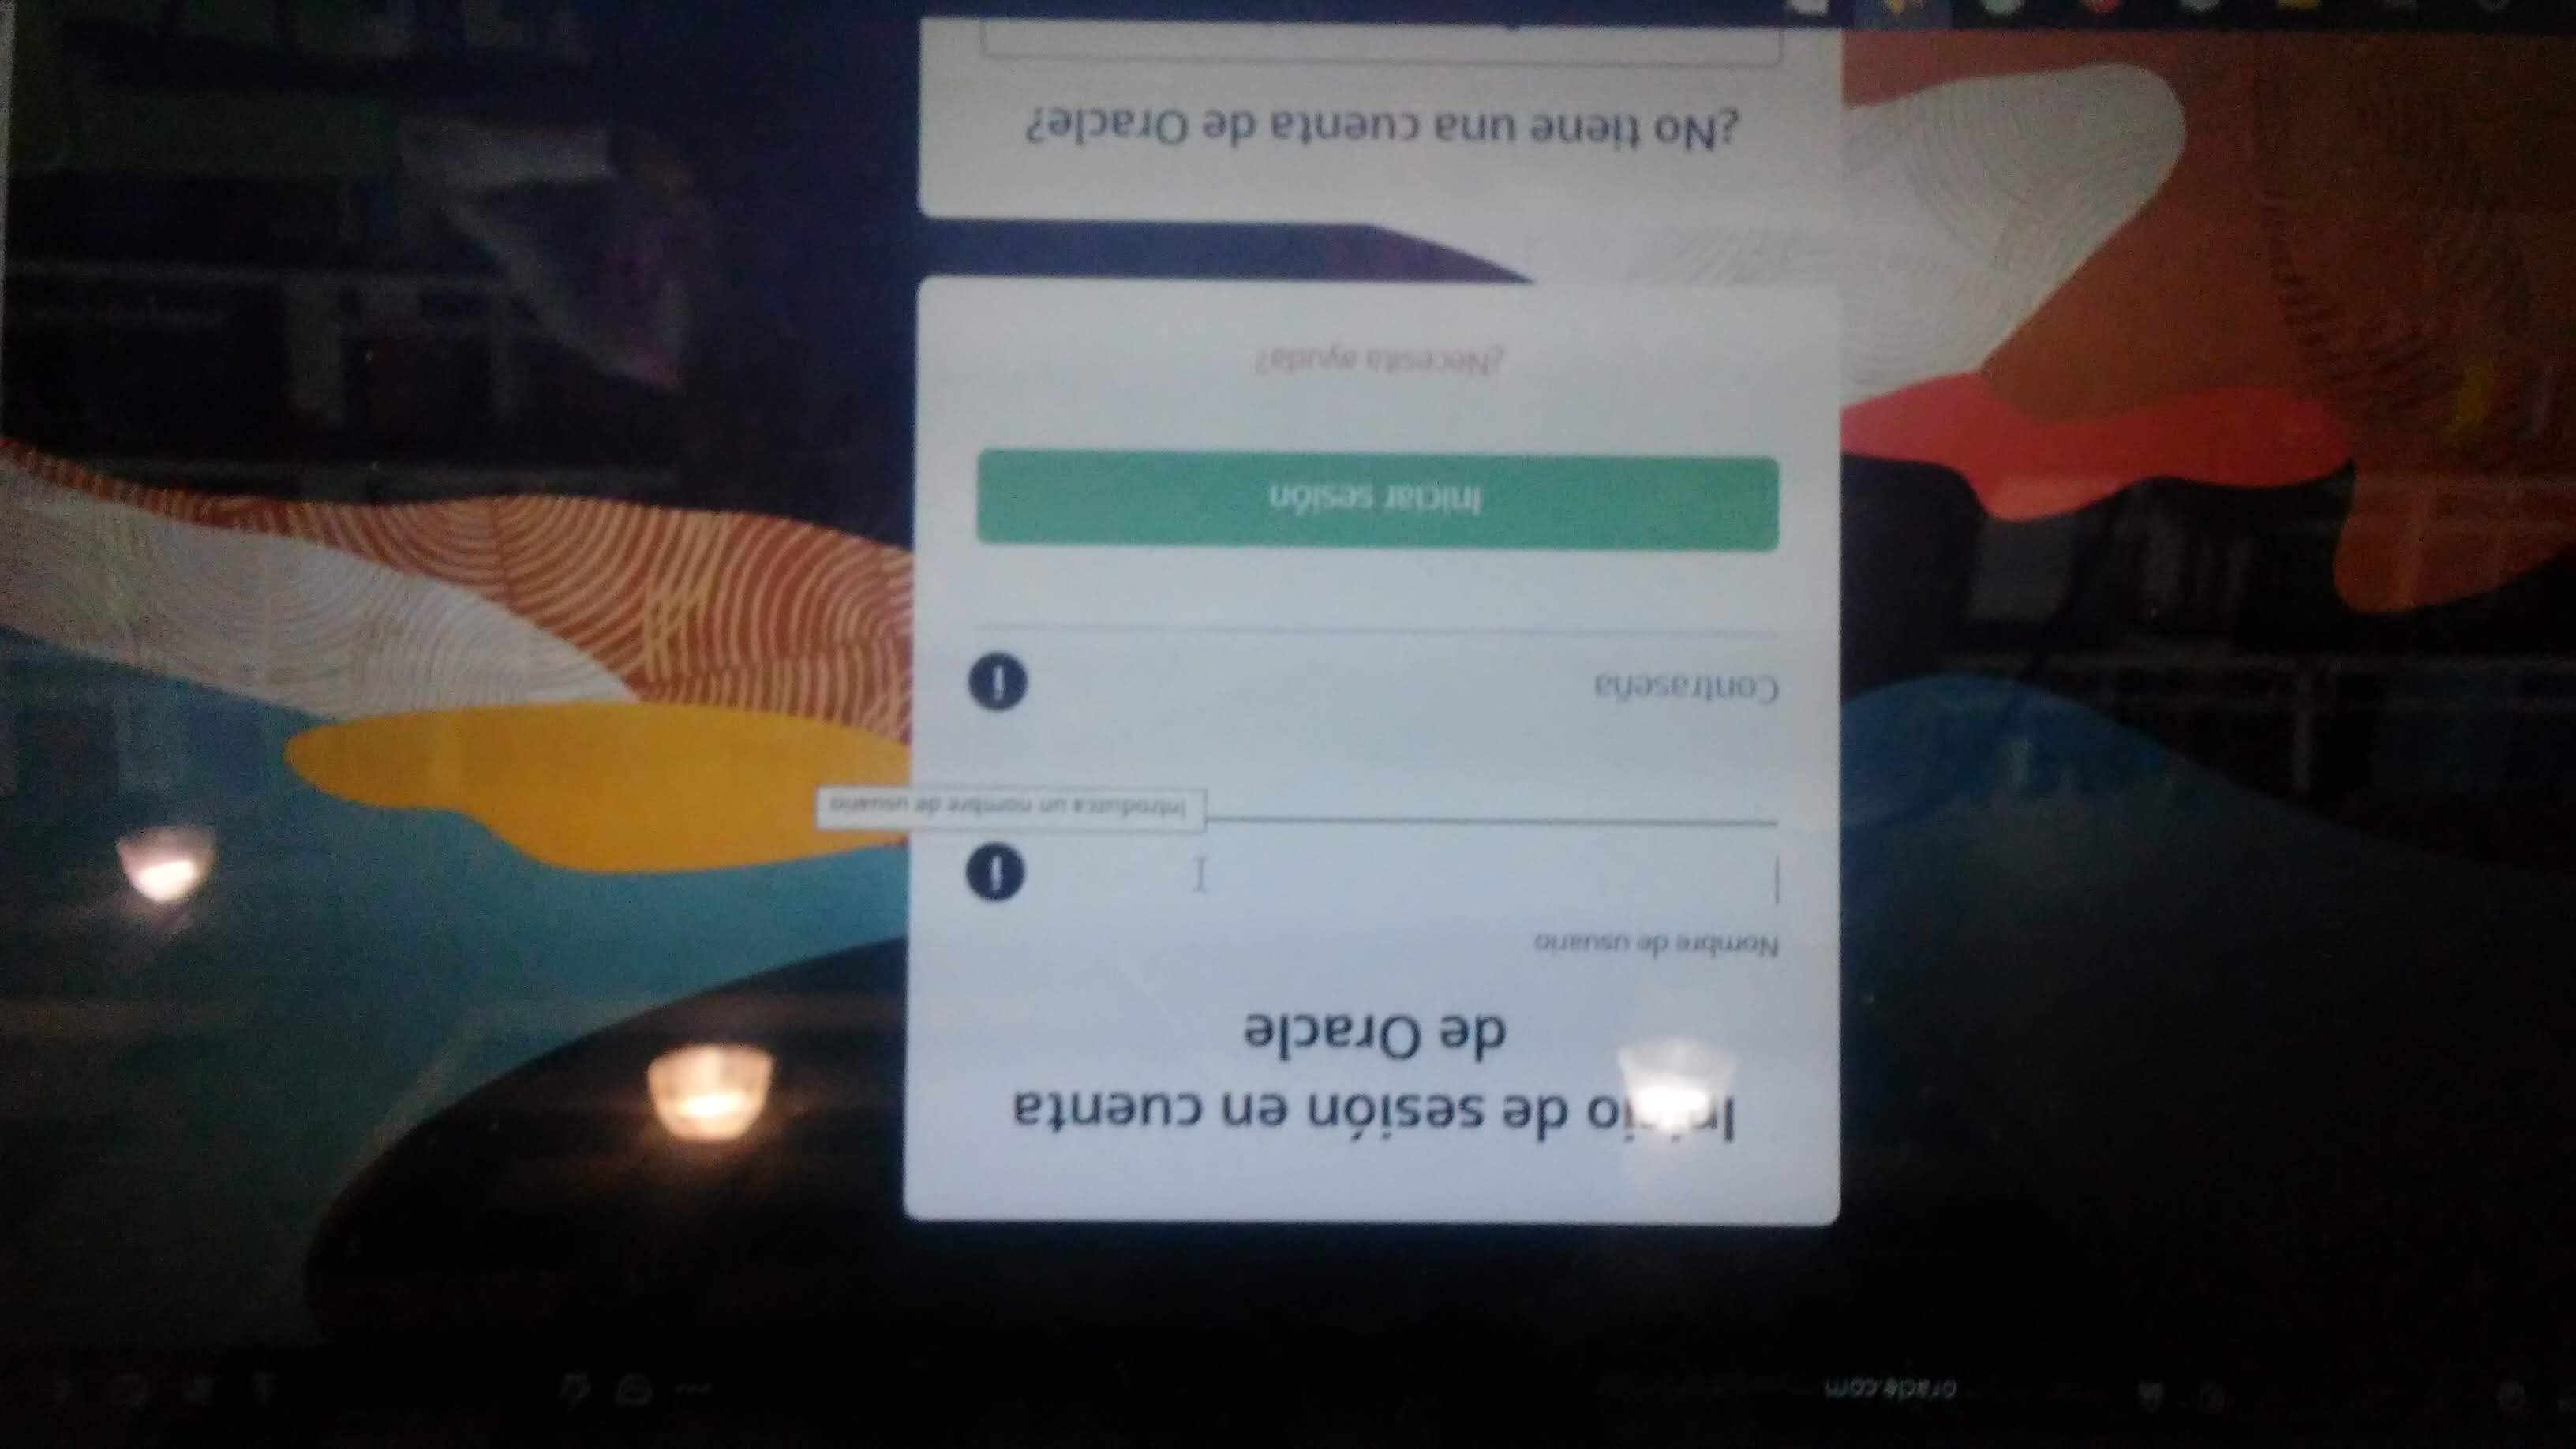 oracle.com
Inicio de sesión en cuenta
de Oracle
Nombre de usuario
Introduzca un nombre de usuario
Contraseña
Iniciar sesión
¿Necesita ayuda?
¿No tiene una cuenta de Oracle?